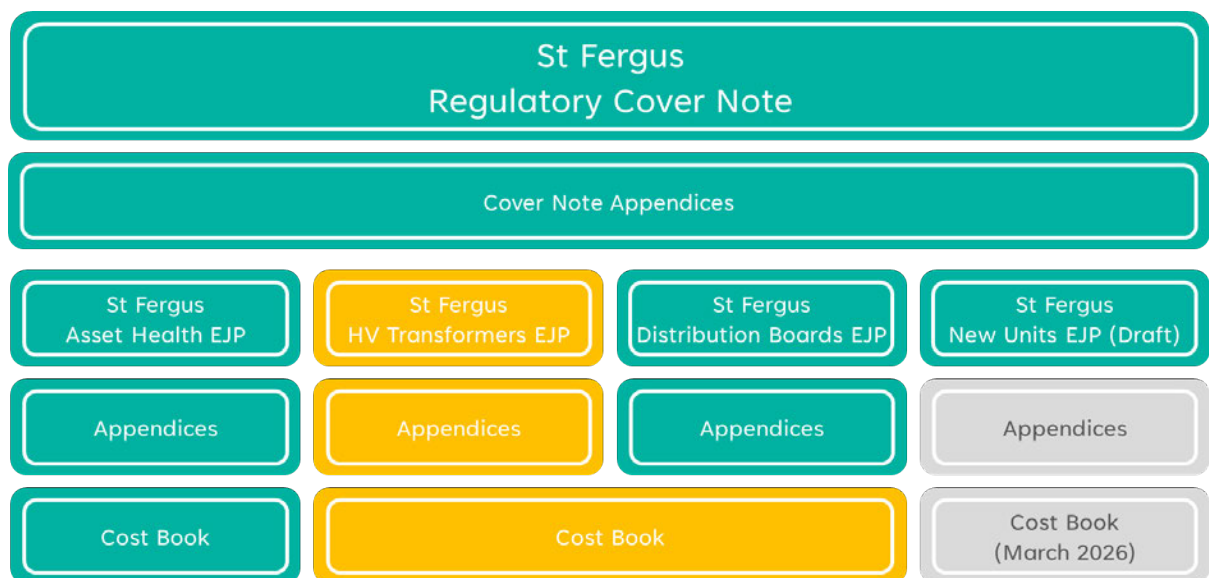 St Fergus
Regulatory Cover Note
Cover Note Appendices
St Fergus
Asset Health EJP
St Fergus
HV Transformers EJP
St Fergus
Distribution Boards EJP
St Fergus
New Units EJP (Draft)
Appendices
Appendices
Appendices
Appendices
Cost Book
Cost Book
Cost Book
(March 2026)